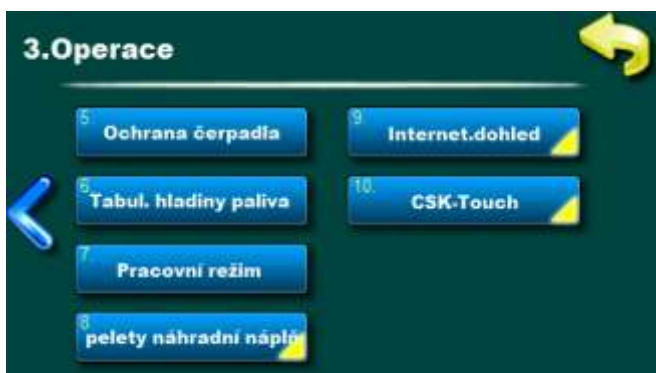 3.Operace
5.
Ochrana čerpadla
6.
Tabul. hladiny paliva
7.
Pracovní režim
8.
pelety náhradní náplň
9.
Internet.dohled
10.
CSK-Touch